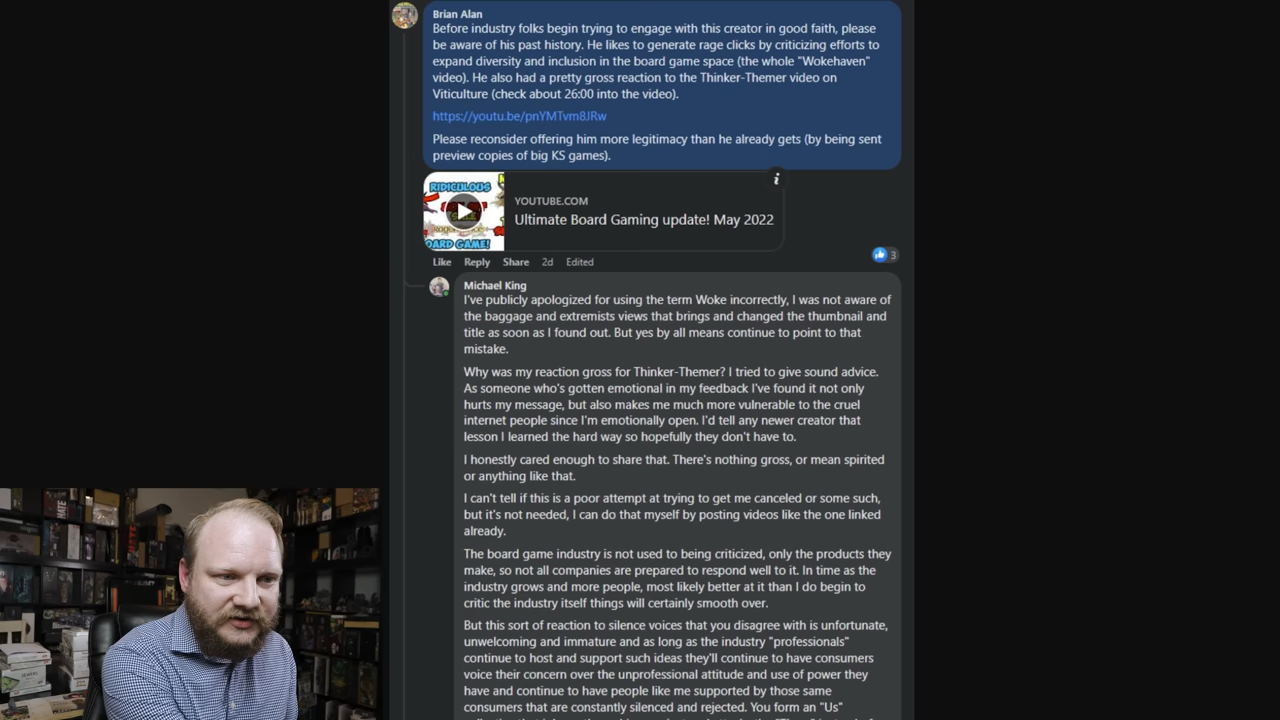 Brian Alan
Before industry folks begin trying to engage with this creator in good faith, please
be aware of his past history. He likes to generate rage clicks by criticizing efforts to
expand diversity and inclusion in the board game space (the whole "Wokehaven"
video). He also had a pretty gross reaction to the Thinker-Themer video on
Viticulture (check about 26:00 into the video).
https://youtu.be/pnYMTvm8JRw
Please reconsider offering him more legitimacy than he already gets (by being sent
preview copies of big KS games).
RIDICULOUS
BOARD GAME!
YOUTUBE.COM
Ultimate Board Gaming update! May 2022
Like Reply Share 2d Edited
3
Michael King
I've publicly apologized for using the term Woke incorrectly, I was not aware of
the baggage and extremists views that brings and changed the thumbnail and
title as soon as I found out. But yes by all means continue to point to that
mistake.
Why was my reaction gross for Thinker-Themer? I tried to give sound advice.
As someone who's gotten emotional in my feedback I've found it not only
hurts my message, but also makes me much more vulnerable to the cruel
internet people since I'm emotionally open. I'd tell any newer creator that
lesson I learned the hard way so hopefully they don't have to.
I honestly cared enough to share that. There's nothing gross, or mean spirited
or anything like that.
I can't tell if this is a poor attempt at trying to get me canceled or some such,
but it's not needed, I can do that myself by posting videos like the one linked
already.
The board game industry is not used to being criticized, only the products they
make, so not all companies are prepared to respond well to it. In time as the
industry grows and more people, most likely better at it than I do begin to
critic the industry itself things will certainly smooth over.
But this sort of reaction to silence voices that you disagree with is unfortunate,
unwelcoming and immature and as long as the industry "professionals"
continue to host and support such ideas they'll continue to have consumers
voice their concern over the unprofessional attitude and use of power they
have and continue to have people like me supported by those same
consumers that are constantly silenced and rejected. You form an "Us"